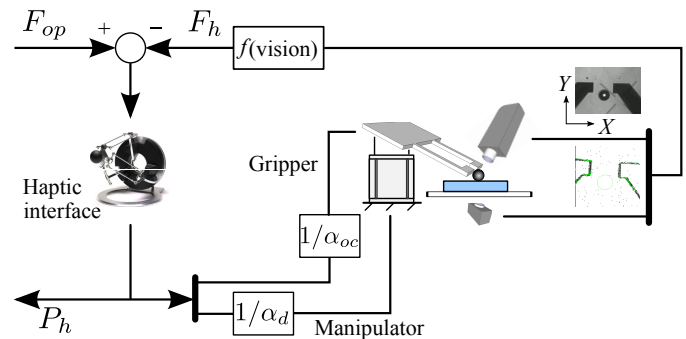 F_op
+
−
F_h
f(vision)
Y
X
Gripper
Haptic
interface
1/α_oc
P_h
1/α_d
Manipulator